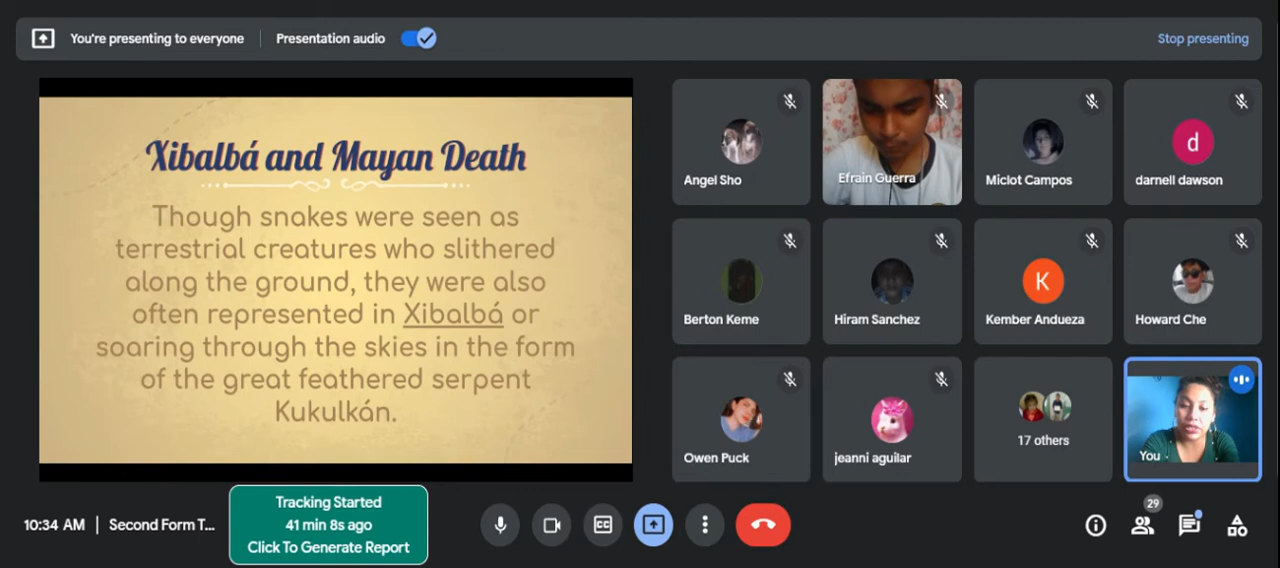 You're presenting to everyone
Presentation audio
Stop presenting
Xibalbá and Mayan Death
Though snakes were seen as
terrestrial creatures who slithered
along the ground, they were also
often represented in Xibalbá or
soaring through the skies in the form
of the great feathered serpent
Kukulkán.
Angel Sho
Efrain Guerra
Miclot Campos
d
darnell dawson
Berton Keme
Hiram Sanchez
K
Kember Andueza
Howard Che
Owen Puck
jeanni aguilar
17 others
You
10:34 AM | Second Form T...
Tracking Started
41 min 8s ago
Click To Generate Report
CC
29